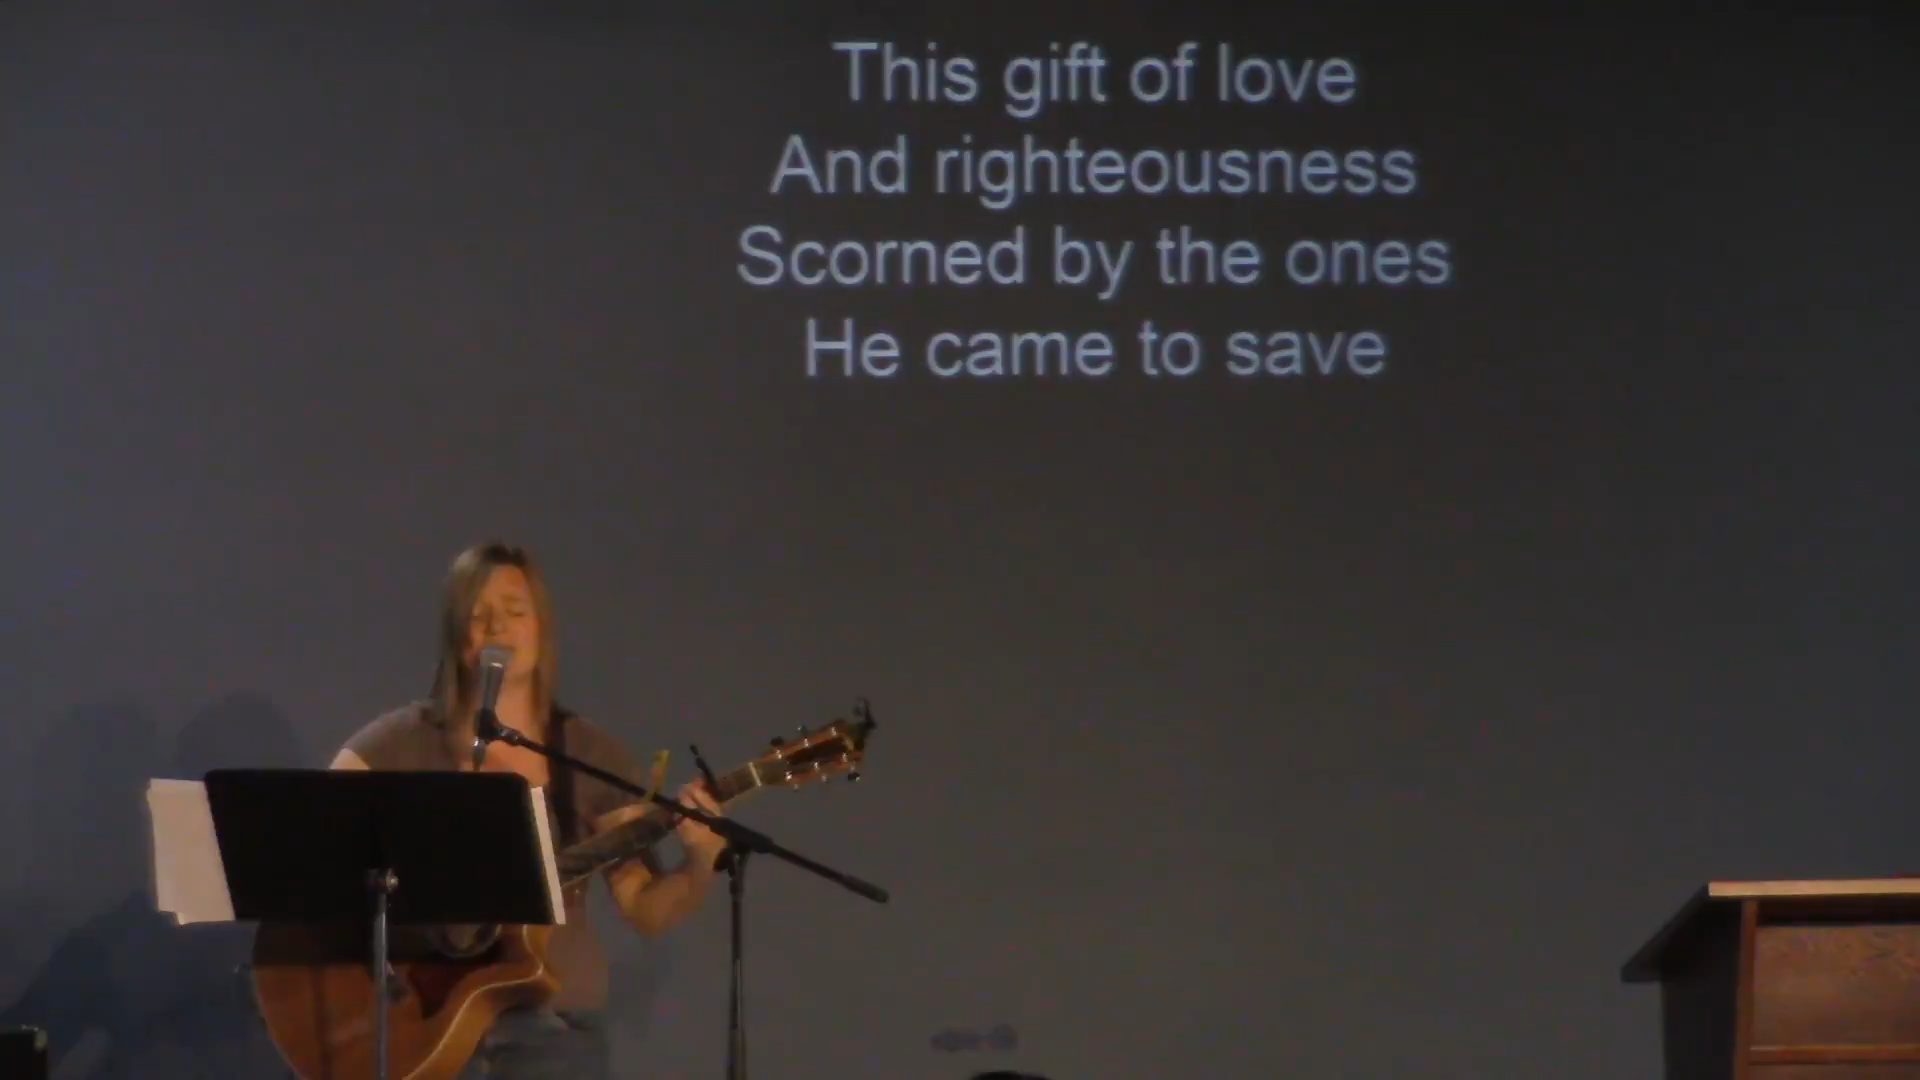 This gift of love
And righteousness
Scorned by the ones
He came to save